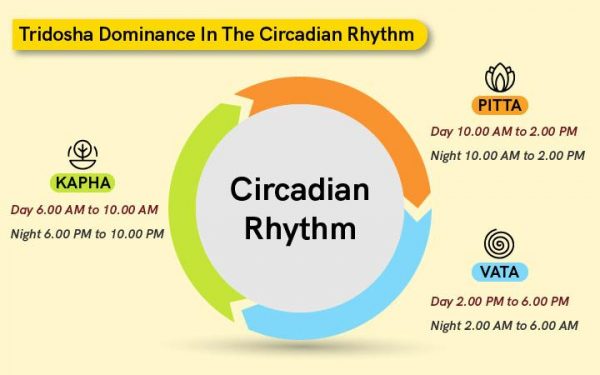 Tridosha Dominance In The Circadian Rhythm
PITTA
Day 10.00 AM to 2.00 PM
Night 10.00 AM to 2.00 PM
KAPHA
Day 6.00 AM to 10.00 AM
Night 6.00 PM to 10.00 PM
Circadian
Rhythm
VATA
Day 2.00 PM to 6.00 PM
Night 2.00 AM to 6.00 AM